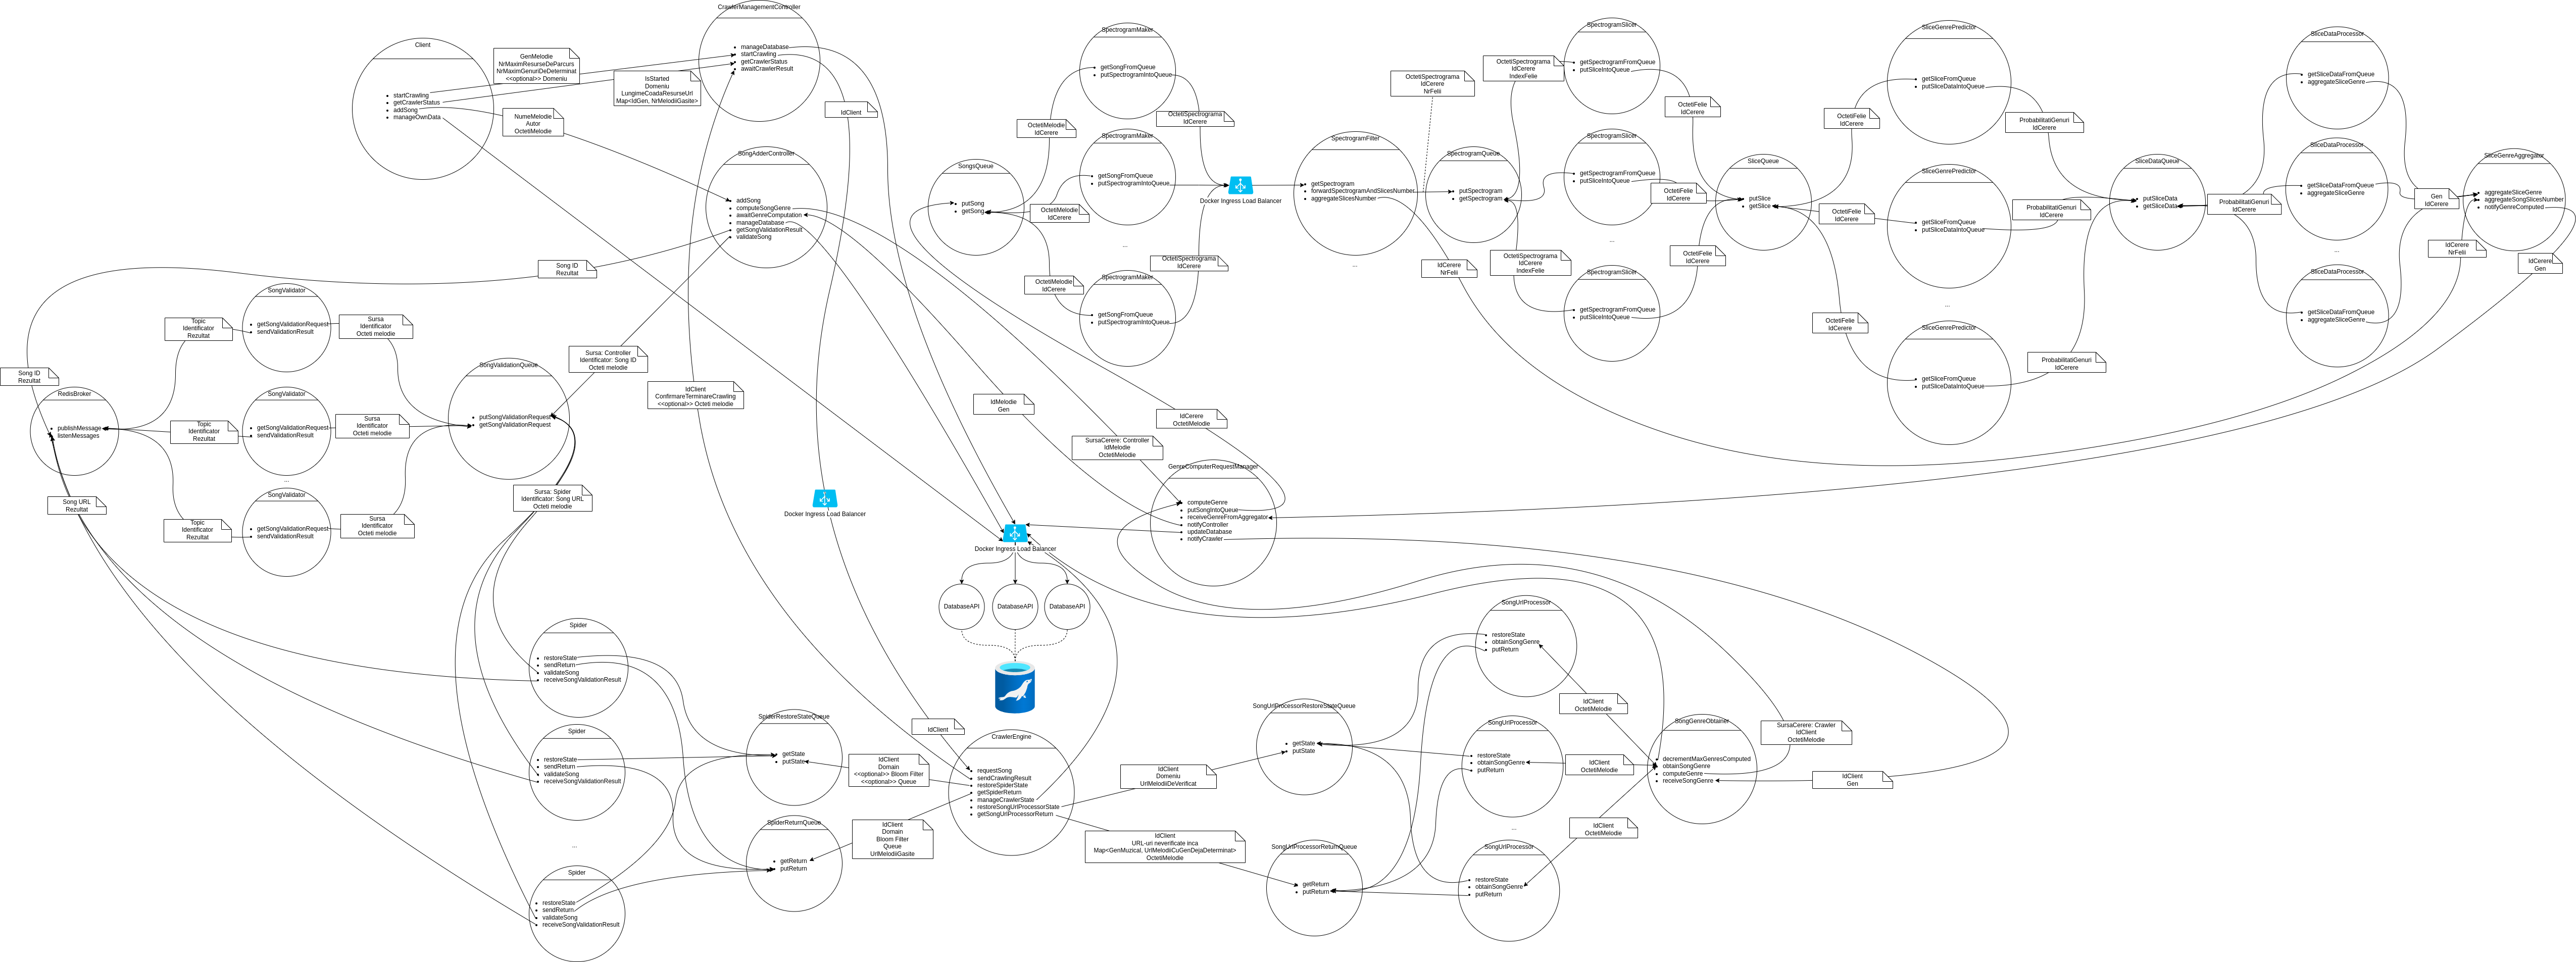 Client
startCrawling
getCrawlerStatus
addSong
manageOwnData
GenMelodie
NrMaximResurseDeParcurs
NrMaximGenuriDeDeterminat
<<optional>> Domeniu
IsStarted
Domeniu
LungimeCoadaResurseUrl
Map<IdGen, NrMelodiiGasite>
NumeMelodie
Autor
OctetiMelodie
CrawlerManagementController
manageDatabase
startCrawling
getCrawlerStatus
awaitCrawlerResult
IdClient
SongAdderController
addSong
computeSongGenre
awaitGenreComputation
manageDatabase
getSongValidationResult
validateSong
Song ID
Rezultat
SongsQueue
putSong
getSong
OctetiMelodie
IdCerere
OctetiMelodie
IdCerere
OctetiMelodie
IdCerere
SpectrogramMaker
getSongFromQueue
putSpectrogramIntoQueue
SpectrogramMaker
getSongFromQueue
putSpectrogramIntoQueue
...
SpectrogramMaker
getSongFromQueue
putSpectrogramIntoQueue
OctetiSpectrograma
IdCerere
OctetiSpectrograma
IdCerere
Docker Ingress Load Balancer
SpectrogramFilter
getSpectrogram
forwardSpectrogramAndSlicesNumber
aggregateSlicesNumber
...
OctetiSpectrograma
IdCerere
NrFelii
IdCerere
NrFelii
SpectrogramQueue
putSpectrogram
getSpectrogram
OctetiSpectrograma
IdCerere
IndexFelie
OctetiSpectrograma
IdCerere
IndexFelie
SpectrogramSlicer
getSpectrogramFromQueue
putSliceIntoQueue
SpectrogramSlicer
getSpectrogramFromQueue
putSliceIntoQueue
...
SpectrogramSlicer
getSpectrogramFromQueue
putSliceIntoQueue
OctetiFelie
IdCerere
OctetiFelie
IdCerere
OctetiFelie
IdCerere
SliceQueue
putSlice
getSlice
OctetiFelie
IdCerere
OctetiFelie
IdCerere
OctetiFelie
IdCerere
SliceGenrePredictor
getSliceFromQueue
putSliceDataIntoQueue
SliceGenrePredictor
getSliceFromQueue
putSliceDataIntoQueue
...
SliceGenrePredictor
getSliceFromQueue
putSliceDataIntoQueue
ProbabilitatiGenuri
IdCerere
ProbabilitatiGenuri
IdCerere
ProbabilitatiGenuri
IdCerere
SliceDataQueue
putSliceData
getSliceData
ProbabilitatiGenuri
IdCerere
SliceDataProcessor
getSliceDataFromQueue
aggregateSliceGenre
SliceDataProcessor
getSliceDataFromQueue
aggregateSliceGenre
...
SliceDataProcessor
getSliceDataFromQueue
aggregateSliceGenre
Gen
IdCerere
IdCerere
NrFelii
SliceGenreAggregator
aggregateSliceGenre
aggregateSongSlicesNumber
notifyGenreComputed
IdCerere
Gen
Song ID
Rezultat
RedisBroker
publishMessage
listenMessages
Song URL
Rezultat
Topic
Identificator
Rezultat
Topic
Identificator
Rezultat
Topic
Identificator
Rezultat
SongValidator
getSongValidationRequest
sendValidationResult
SongValidator
getSongValidationRequest
sendValidationResult
...
SongValidator
getSongValidationRequest
sendValidationResult
Sursa
Identificator
Octeti melodie
Sursa
Identificator
Octeti melodie
Sursa
Identificator
Octeti melodie
SongValidationQueue
putSongValidationRequest
getSongValidationRequest
Sursa: Controller
Identificator: Song ID
Octeti melodie
Sursa: Spider
Identificator: Song URL
Octeti melodie
IdClient
ConfirmareTerminareCrawling
<<optional>> Octeti melodie
Docker Ingress Load Balancer
IdMelodie
Gen
SursaCerere: Controller
IdMelodie
OctetiMelodie
IdCerere
OctetiMelodie
GenreComputerRequestManager
computeGenre
putSongIntoQueue
receiveGenreFromAggregator
notifyController
updateDatabase
notifyCrawler
Docker Ingress Load Balancer
DatabaseAPI
DatabaseAPI
DatabaseAPI
Spider
restoreState
sendReturn
validateSong
receiveSongValidationResult
Spider
restoreState
sendReturn
validateSong
receiveSongValidationResult
...
Spider
restoreState
sendReturn
validateSong
receiveSongValidationResult
SpiderRestoreStateQueue
getState
putState
SpiderReturnQueue
getReturn
putReturn
IdClient
Domain
<<optional>> Bloom Filter
<<optional>> Queue
IdClient
Domain
Bloom Filter
Queue
UrlMelodiiGasite
IdClient
CrawlerEngine
requestSong
sendCrawlingResult
restoreSpiderState
getSpiderReturn
manageCrawlerState
restoreSongUrlProcessorState
getSongUrlProcessorReturn
IdClient
Domeniu
UrlMelodiiDeVerificat
IdClient
URL-uri neverificate inca
Map<GenMuzical, UrlMelodiiCuGenDejaDeterminat>
OctetiMelodie
SongUrlProcessorRestoreStateQueue
getState
putState
SongUrlProcessorReturnQueue
getReturn
putReturn
SongUrlProcessor
restoreState
obtainSongGenre
putReturn
SongUrlProcessor
restoreState
obtainSongGenre
putReturn
...
SongUrlProcessor
restoreState
obtainSongGenre
putReturn
IdClient
OctetiMelodie
IdClient
OctetiMelodie
IdClient
OctetiMelodie
SongGenreObtainer
decrementMaxGenresComputed
obtainSongGenre
computeGenre
receiveSongGenre
SursaCerere: Crawler
IdClient
OctetiMelodie
IdClient
Gen